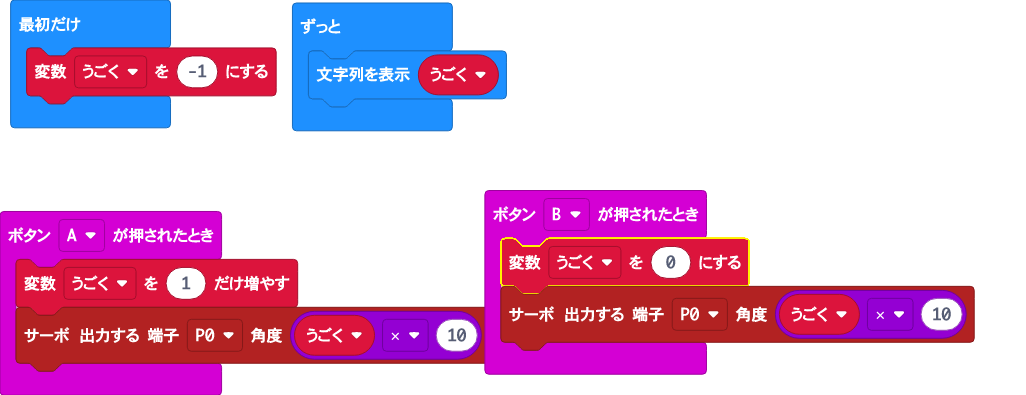 最初だけ
変数 うごく を -1 にする
ずっと
文字列を表示 うごく
ボタン A が押されたとき
変数 うごく を 1 だけ増やす
サーボ 出力する 端子 P0 角度 うごく × 10
ボタン B が押されたとき
変数 うごく を 0 にする
サーボ 出力する 端子 P0 角度 うごく × 10